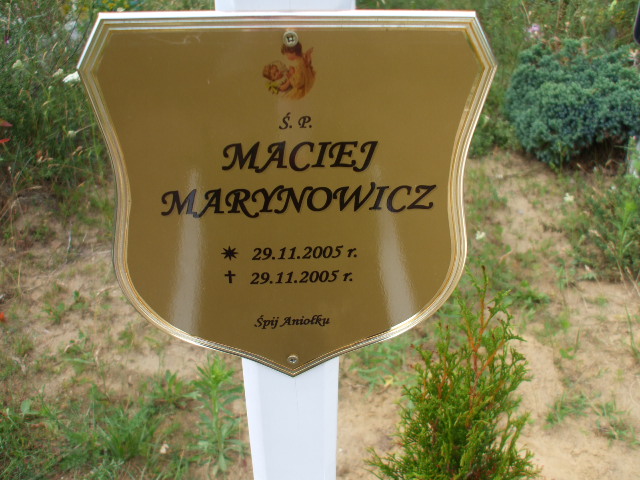 Ś. P.
MACIEJ
MARYNOWICZ
29.11.2005 r.
✝ 29.11.2005 r.
Śpij Aniołku